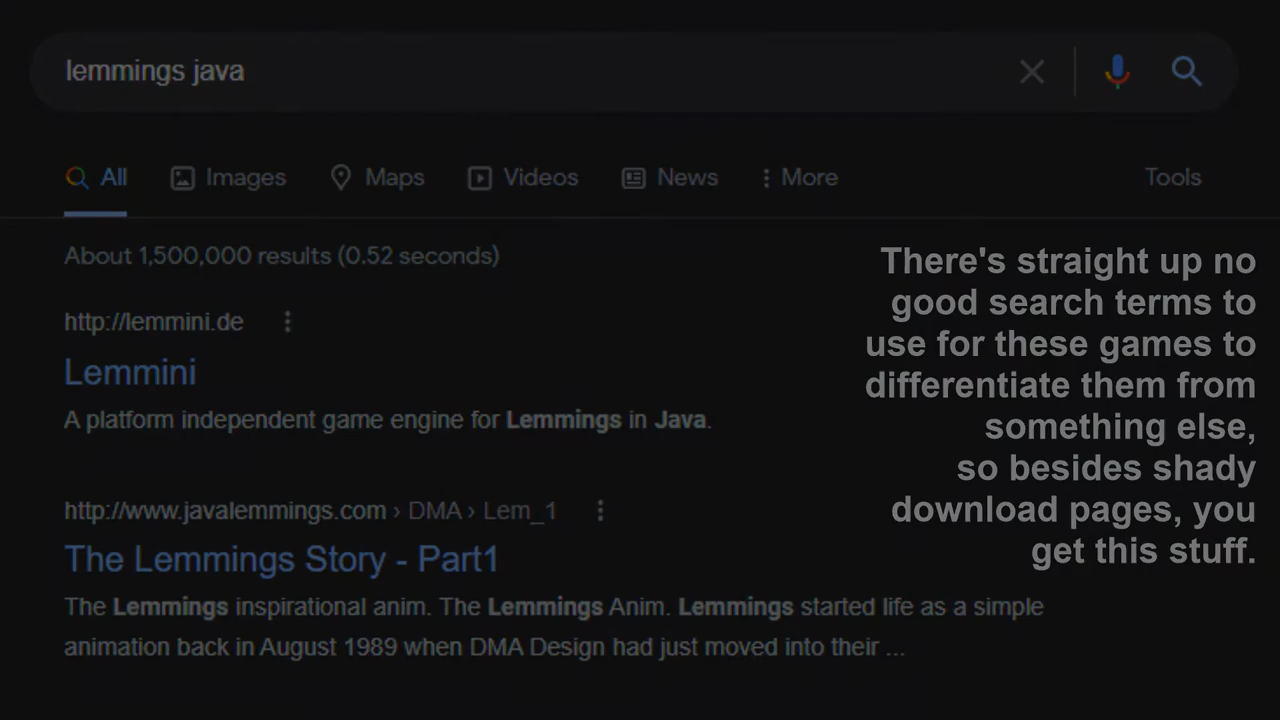 lemmings java
All Images Maps Videos News More Tools
About 1,500,000 results (0.52 seconds)
http://lemmini.de
Lemmini
A platform independent game engine for Lemmings in Java.
http://www.javalemmings.com › DMA › Lem_1
The Lemmings Story - Part1
The Lemmings inspirational anim. The Lemmings Anim. Lemmings started life as a simple
animation back in August 1989 when DMA Design had just moved into their ...
There's straight up no
good search terms to
use for these games to
differentiate them from
something else,
so besides shady
download pages, you
get this stuff.